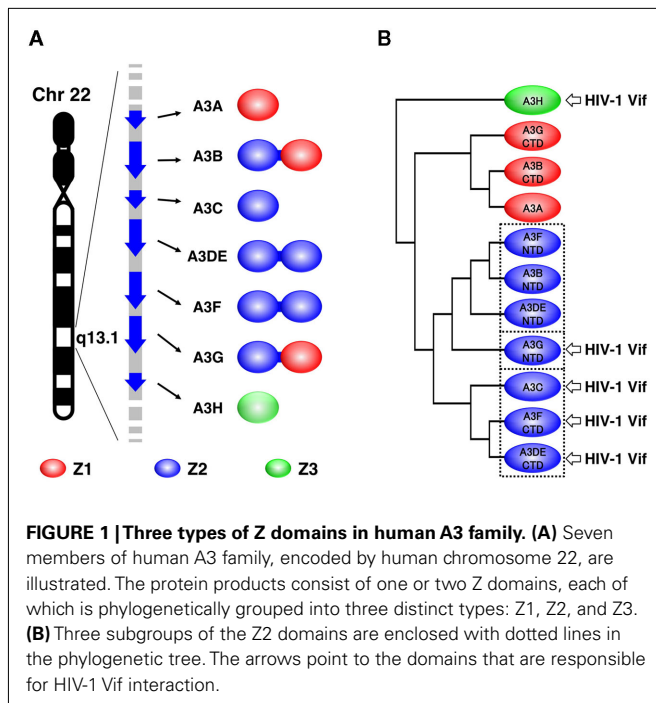 A
Chr 22
q13.1
A3A
A3B
A3C
A3DE
A3F
A3G
A3H
Z1 Z2 Z3
B
A3H HIV-1 Vif
A3G
CTD
A3B
CTD
A3A
A3F
NTD
A3B
NTD
A3DE
NTD
A3G
NTD HIV-1 Vif
A3C HIV-1 Vif
A3F
CTD HIV-1 Vif
A3DE
CTD HIV-1 Vif
FIGURE 1 | Three types of Z domains in human A3 family. (A) Seven
members of human A3 family, encoded by human chromosome 22, are
illustrated. The protein products consist of one or two Z domains, each of
which is phylogenetically grouped into three distinct types: Z1, Z2, and Z3.
(B) Three subgroups of the Z2 domains are enclosed with dotted lines in
the phylogenetic tree. The arrows point to the domains that are responsible
for HIV-1 Vif interaction.